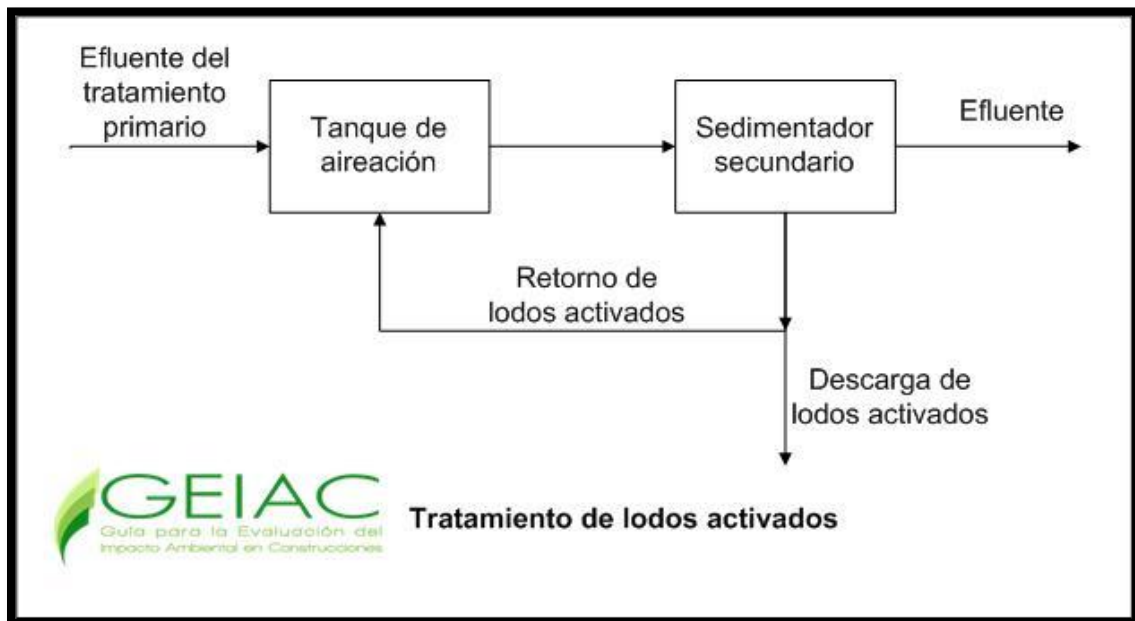 Efluente del
tratamiento
primario
Tanque de
aireación
Sedimentador
secundario
Efluente
Retorno de
lodos activados
Descarga de
lodos activados
GEIAC
Guía para la Evaluación del
Impacto Ambiental en Construcciones
Tratamiento de lodos activados